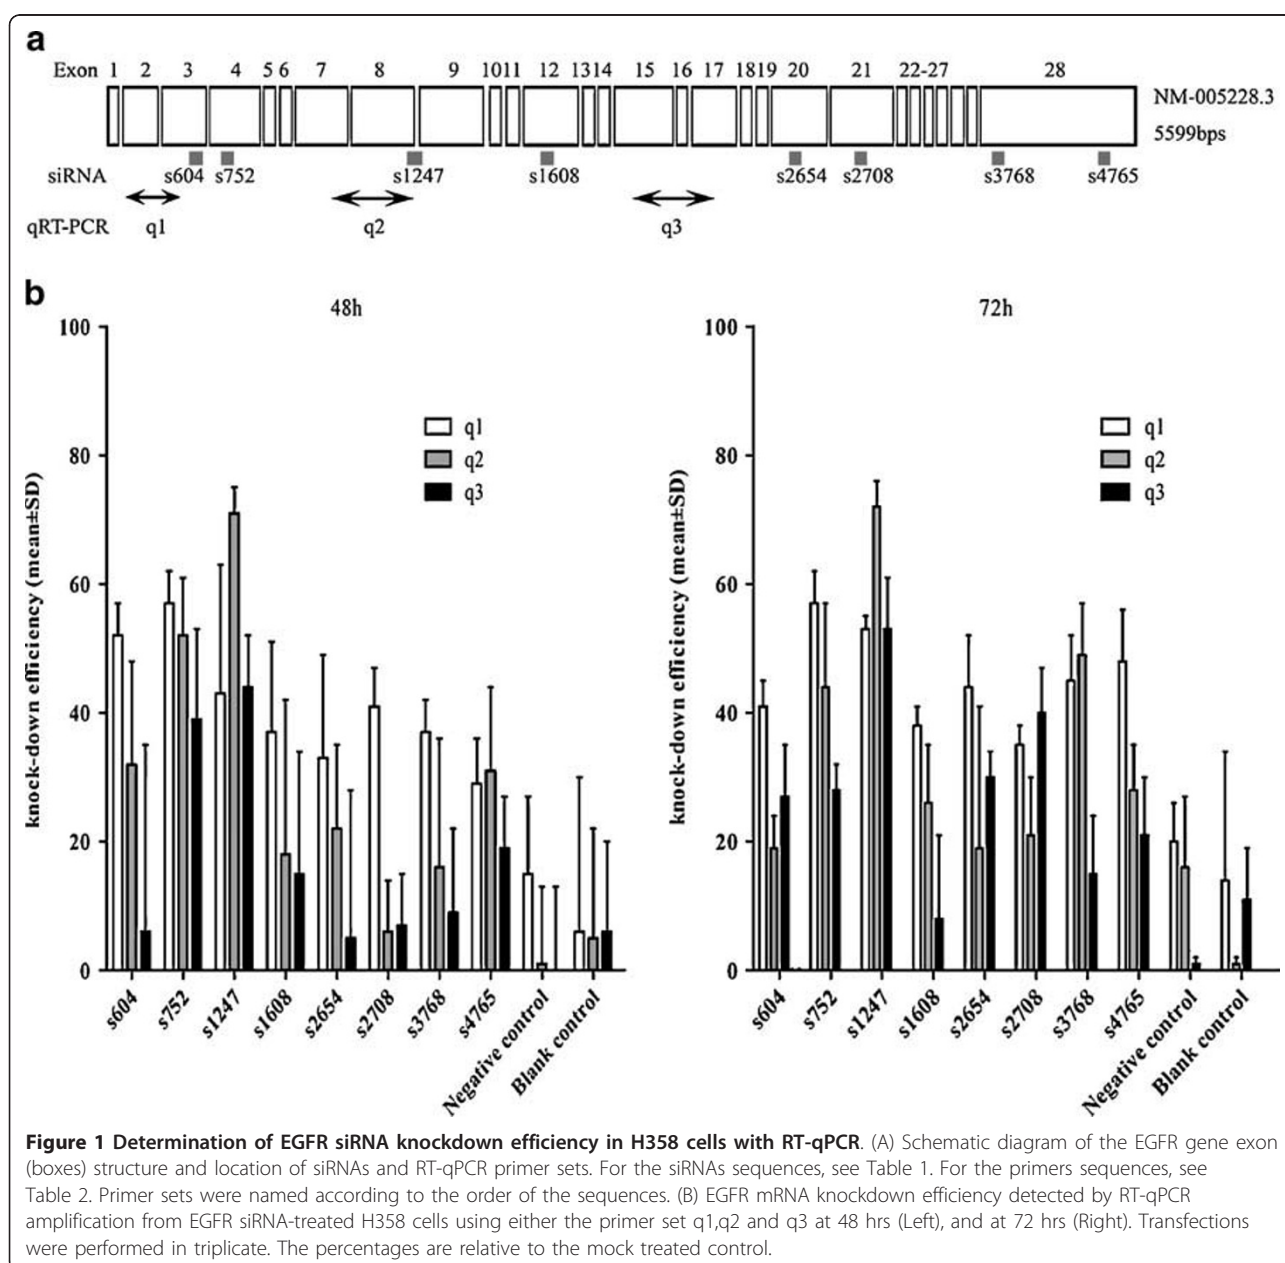 a
Exon 1 2 3 4 5 6 7 8 9 10 11 12 13 14 15 16 17 18 19 20 21 22-27 28
NM-005228.3
5599bps
siRNA s604 s752 s1247 s1608 s2654 s2708 s3768 s4765
qRT-PCR q1 q2 q3
b
48h
knock-down efficiency (mean±SD)
100
80
60
40
20
0
q1
q2
q3
s604 s752 s1247 s1608 s2654 s2708 s3768 s4765 Negative control Blank control
72h
knock-down efficiency (mean±SD)
100
80
60
40
20
0
q1
q2
q3
s604 s752 s1247 s1608 s2654 s2708 s3768 s4765 Negative control Blank control
Figure 1 Determination of EGFR siRNA knockdown efficiency in H358 cells with RT-qPCR. (A) Schematic diagram of the EGFR gene exon
(boxes) structure and location of siRNAs and RT-qPCR primer sets. For the siRNAs sequences, see Table 1. For the primers sequences, see
Table 2. Primer sets were named according to the order of the sequences. (B) EGFR mRNA knockdown efficiency detected by RT-qPCR
amplification from EGFR siRNA-treated H358 cells using either the primer set q1,q2 and q3 at 48 hrs (Left), and at 72 hrs (Right). Transfections
were performed in triplicate. The percentages are relative to the mock treated control.